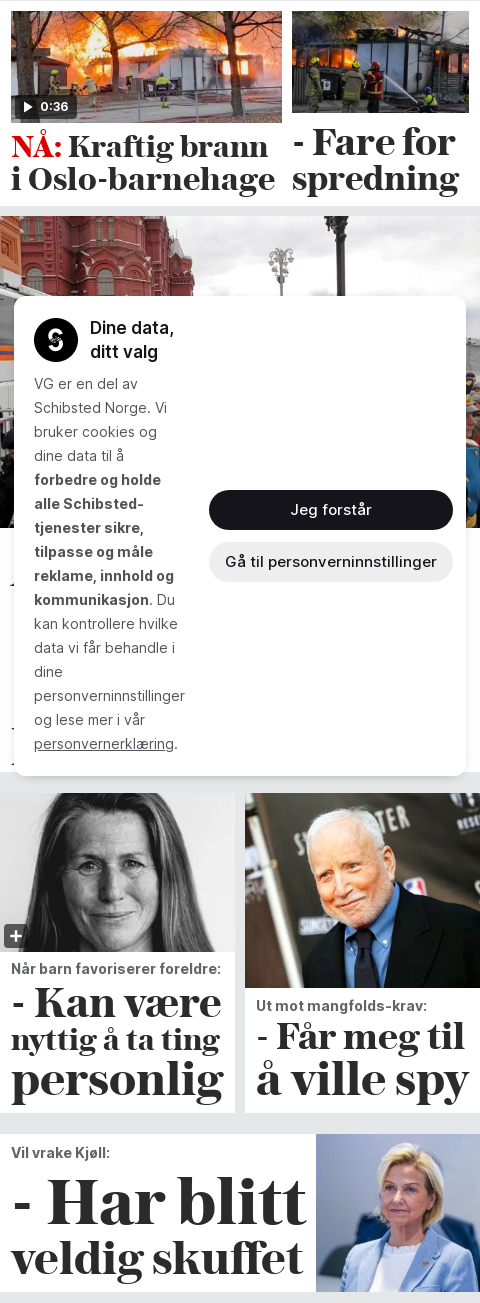 0:36
NÅ: Kraftig brann
i Oslo-barnehage
- Fare for
spredning
Dine data,
ditt valg
VG er en del av
Schibsted Norge. Vi
bruker cookies og
dine data til å
forbedre og holde
alle Schibsted-
tjenester sikre,
tilpasse og måle
reklame, innhold og
kommunikasjon. Du
kan kontrollere hvilke
data vi får behandle i
dine
personverninnstillinger
og lese mer i vår
personvernerklæring.
Jeg forstår
Gå til personverninnstillinger
Når barn favoriserer foreldre:
- Kan være
nyttig å ta ting
personlig
Ut mot mangfolds-krav:
- Får meg til
å ville spy
Vil vrake Kjøll:
- Har blitt
veldig skuffet